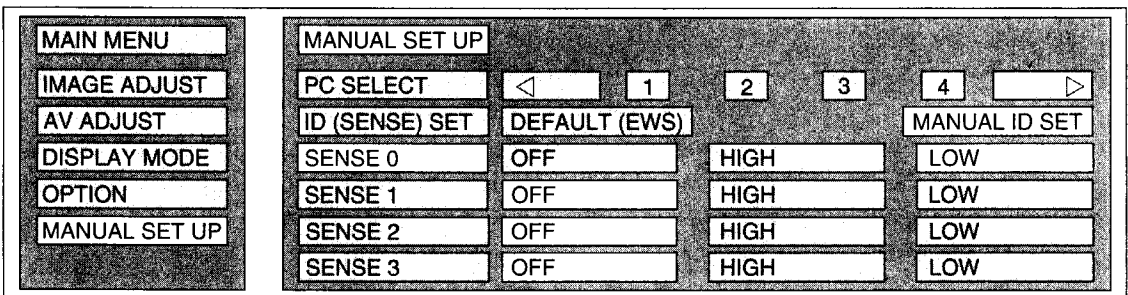 MAIN MENU
IMAGE ADJUST
AV ADJUST
DISPLAY MODE
OPTION
MANUAL SET UP
MANUAL SET UP
PC SELECT ◁ 1 2 3 4 ▷
ID (SENSE) SET DEFAULT (EWS) MANUAL ID SET
SENSE 0 OFF HIGH LOW
SENSE 1 OFF HIGH LOW
SENSE 2 OFF HIGH LOW
SENSE 3 OFF HIGH LOW